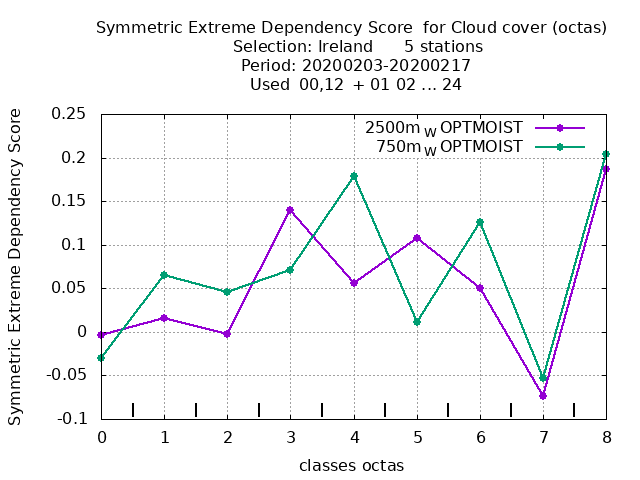 Symmetric Extreme Dependency Score  for Cloud cover (octas)
Selection: Ireland      5 stations
Period: 20200203-20200217
Used  00,12  + 01 02 ... 24
Symmetric Extreme Dependency Score
0.25
0.2
0.15
0.1
0.05
0
-0.05
-0.1
2500m W OPTMOIST
750m W OPTMOIST
0 1 2 3 4 5 6 7 8
classes octas